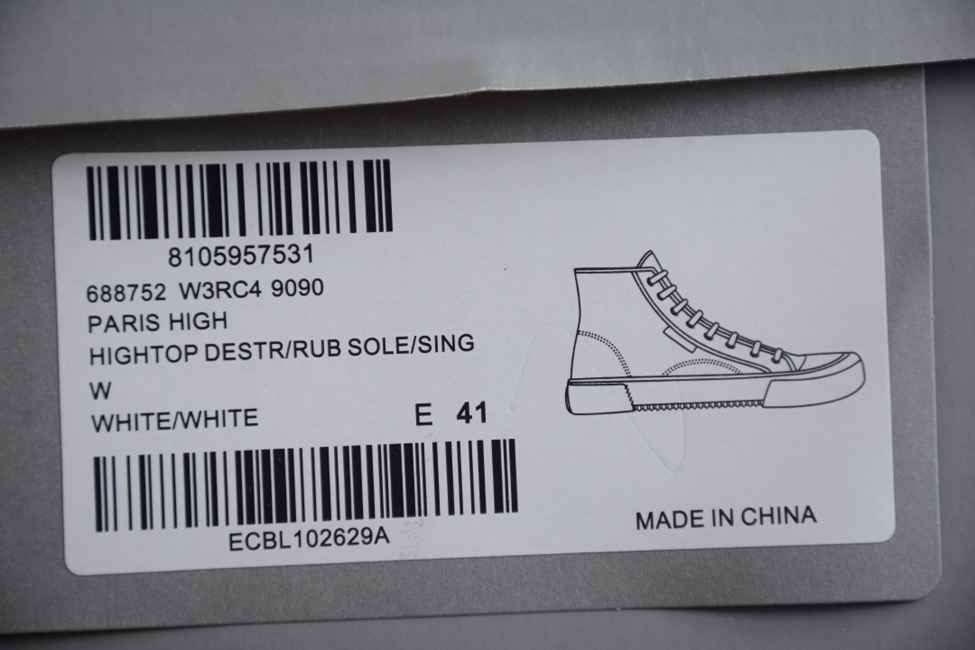 8105957531
688752 W3RC4 9090
PARIS HIGH
HIGHTOP DESTR/RUB SOLE/SING
W
WHITE/WHITE E 41
ECBL102629A
MADE IN CHINA